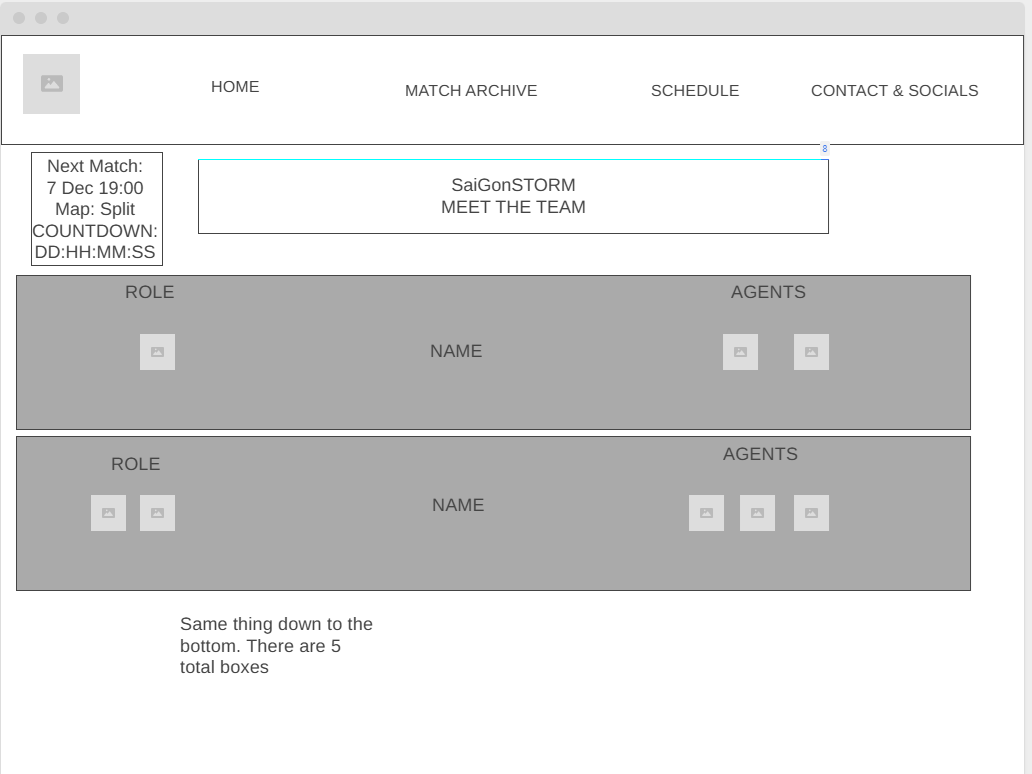 HOME
MATCH ARCHIVE
SCHEDULE
CONTACT & SOCIALS
8
Next Match:
7 Dec 19:00
Map: Split
COUNTDOWN:
DD:HH:MM:SS
SaiGonSTORM
MEET THE TEAM
ROLE
AGENTS
NAME
ROLE
AGENTS
NAME
Same thing down to the
bottom. There are 5
total boxes